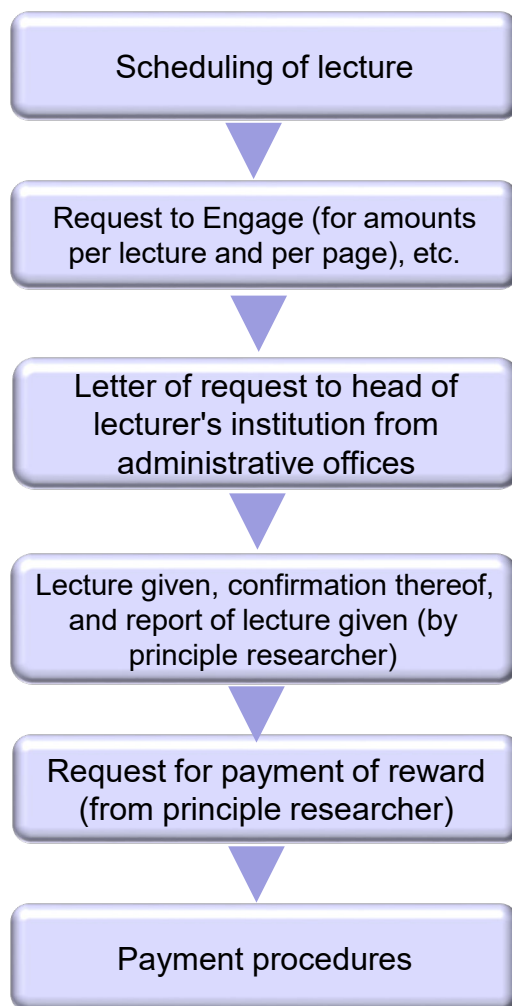 Scheduling of lecture
Request to Engage (for amounts
per lecture and per page), etc.
Letter of request to head of
lecturer's institution from
administrative offices
Lecture given, confirmation thereof,
and report of lecture given (by
principle researcher)
Request for payment of reward
(from principle researcher)
Payment procedures